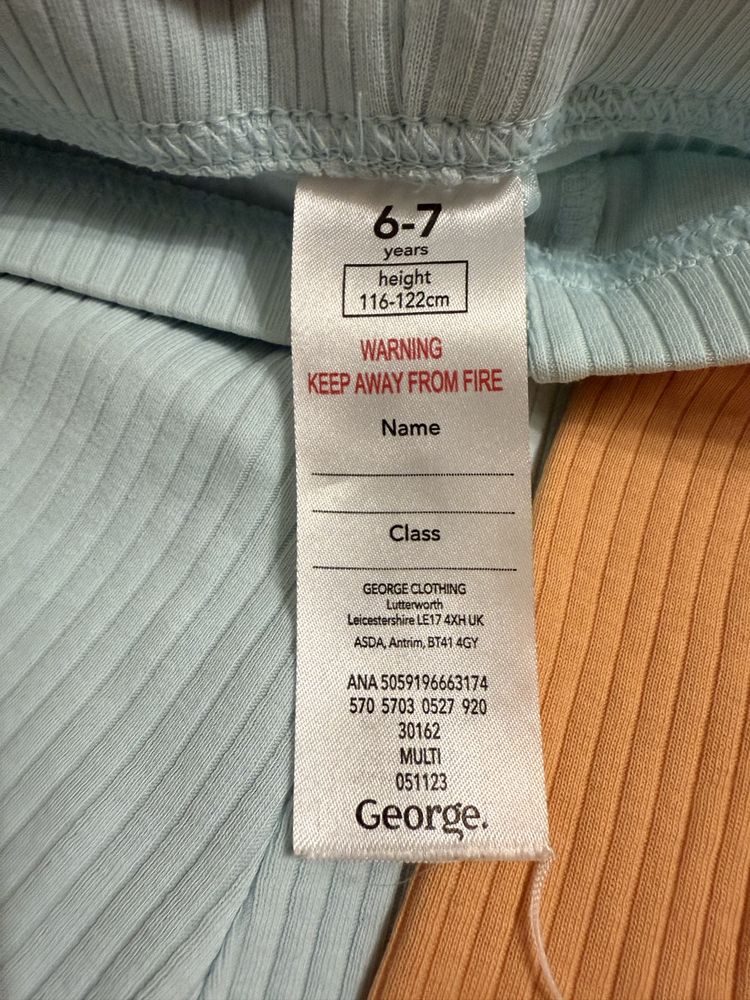 6-7
years
height
116-122cm
WARNING
KEEP AWAY FROM FIRE
Name
Class
GEORGE CLOTHING
Lutterworth
Leicestershire LE17 4XH UK
ASDA, Antrim, BT41 4GY
ANA 5059196663174
570 5703 0527 920
30162
MULTI
051123
George.